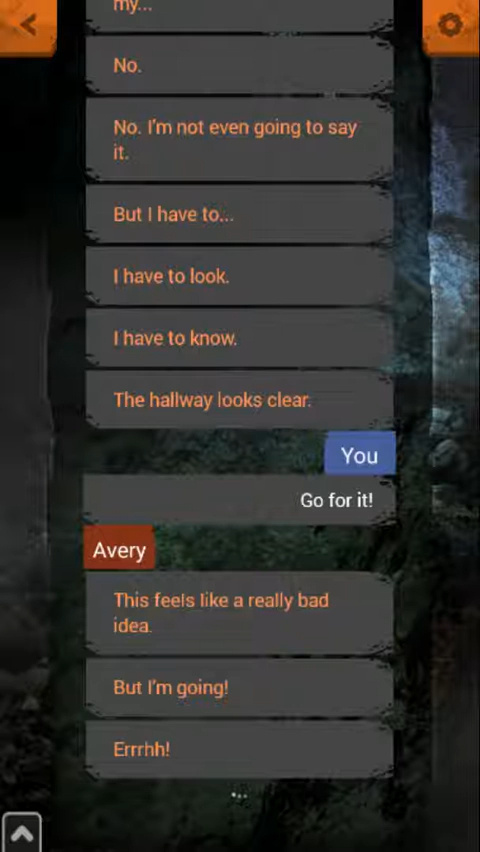 my...
No.
No. I'm not even going to say
it.
But I have to...
I have to look.
I have to know.
The hallway looks clear.
You
Go for it!
Avery
This feels like a really bad
idea.
But I'm going!
Errrhh!
...